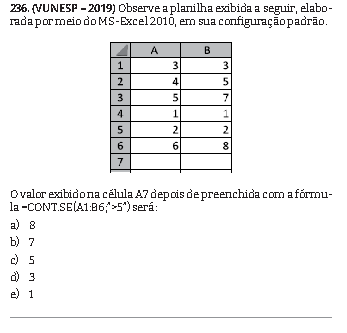 236. (VUNESP – 2019) Observe a planilha exibida a seguir, elabo-
rada por meio do MS-Excel 2010, em sua configuração padrão.
A B
1 3 3
2 4 5
3 5 7
4 1 1
5 2 2
6 6 8
7
O valor exibido na célula A7 depois de preenchida com a fórmu-
la =CONT.SE(A1:B6;">5") será:
a) 8
b) 7
c) 5
d) 3
e) 1